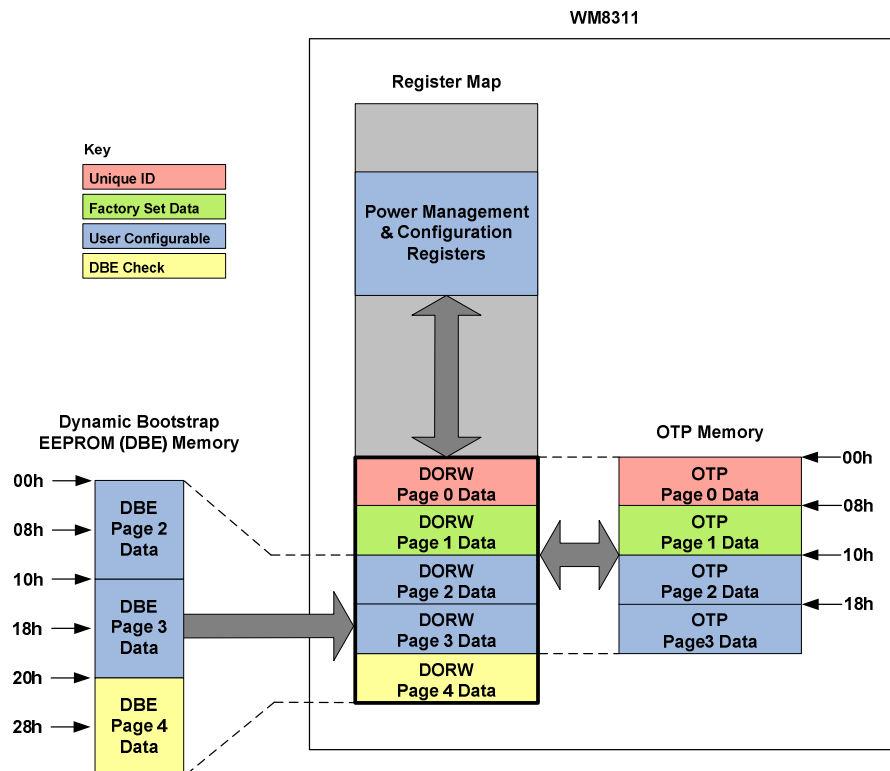 WM8311
Register Map
Key
Unique ID
Factory Set Data
User Configurable
DBE Check
Power Management
& Configuration
Registers
Dynamic Bootstrap
EEPROM (DBE) Memory
00h
08h
10h
18h
20h
28h
DBE
Page 2
Data
DBE
Page 3
Data
DBE
Page 4
Data
DORW
Page 0 Data
DORW
Page 1 Data
DORW
Page 2 Data
DORW
Page 3 Data
DORW
Page 4 Data
OTP Memory
OTP
Page 0 Data
OTP
Page 1 Data
OTP
Page 2 Data
OTP
Page3 Data
00h
08h
10h
18h